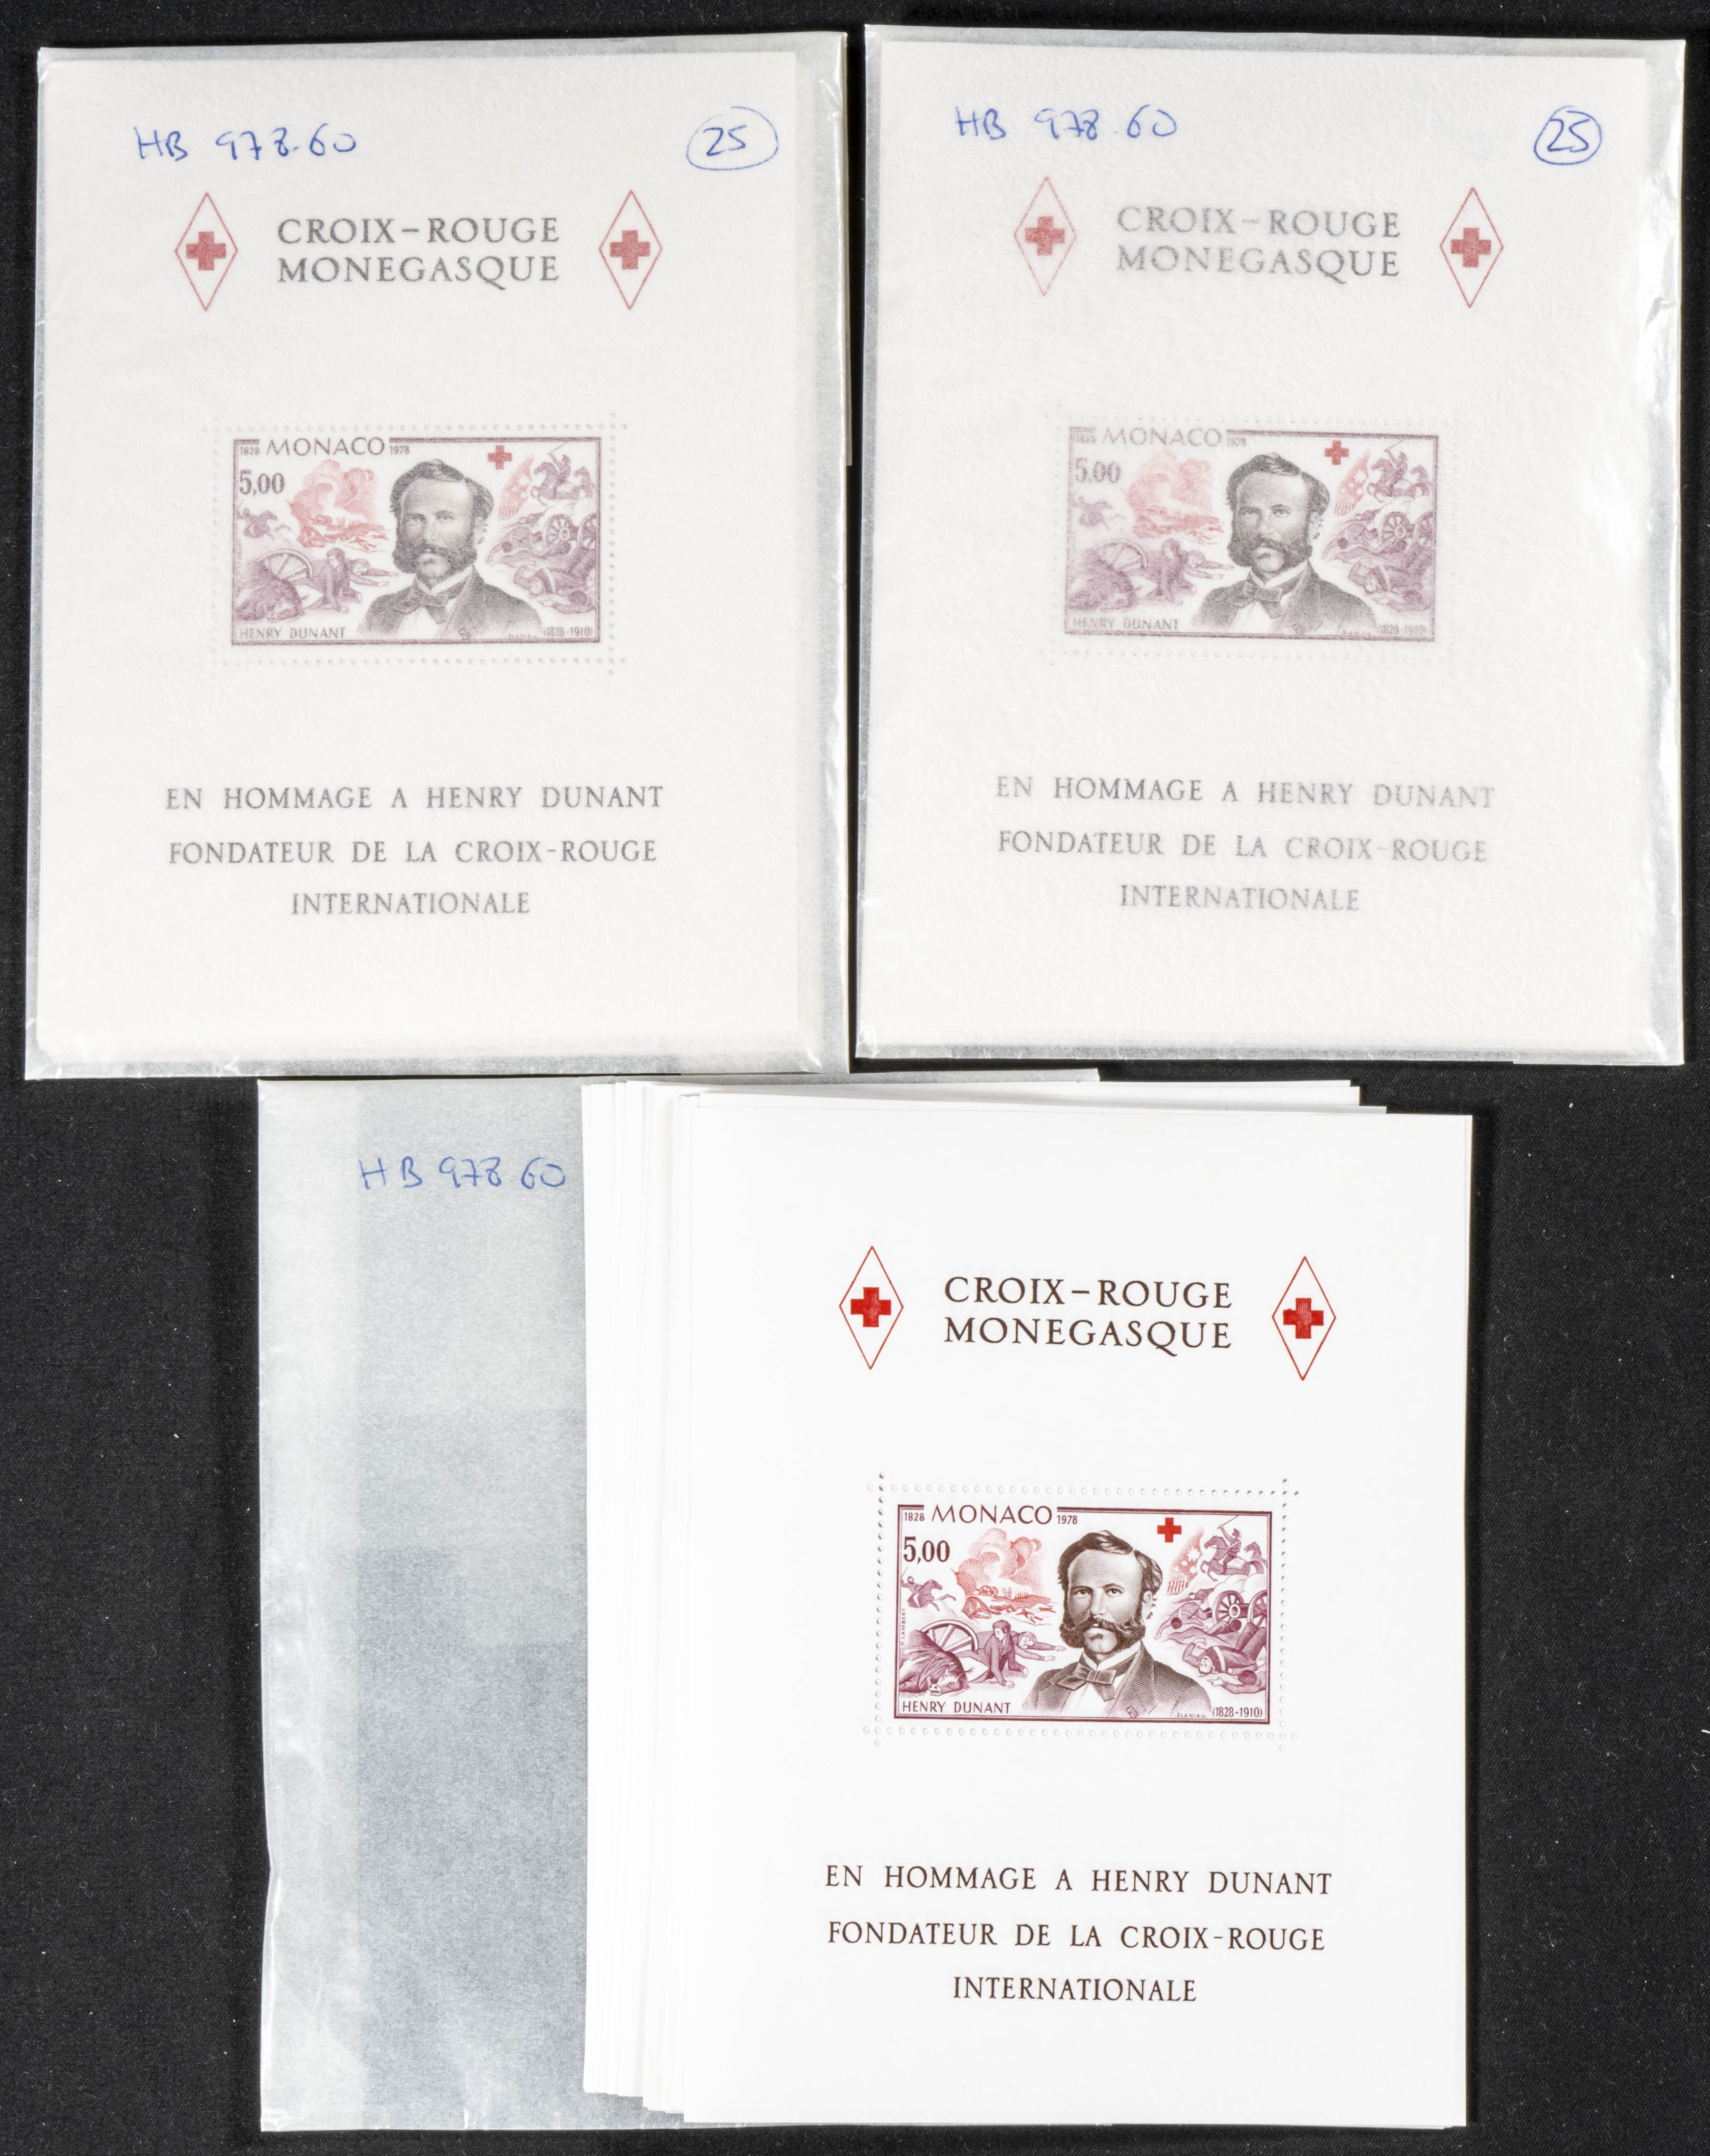 HB 978.60
25
CROIX-ROUGE
MONEGASQUE
1828 MONACO 1978
5,00
HENRY DUNANT
(1828-1910)
EN HOMMAGE A HENRY DUNANT
FONDATEUR DE LA CROIX-ROUGE
INTERNATIONALE
HB 978.60
25
CROIX-ROUGE
MONEGASQUE
1828 MONACO 1978
5,00
HENRY DUNANT
(1828-1910)
EN HOMMAGE A HENRY DUNANT
FONDATEUR DE LA CROIX-ROUGE
INTERNATIONALE
HB 978.60
CROIX-ROUGE
MONEGASQUE
1828 MONACO 1978
5,00
P. LAMBERT
HENRY DUNANT
SLANIA
(1828-1910)
EN HOMMAGE A HENRY DUNANT
FONDATEUR DE LA CROIX-ROUGE
INTERNATIONALE